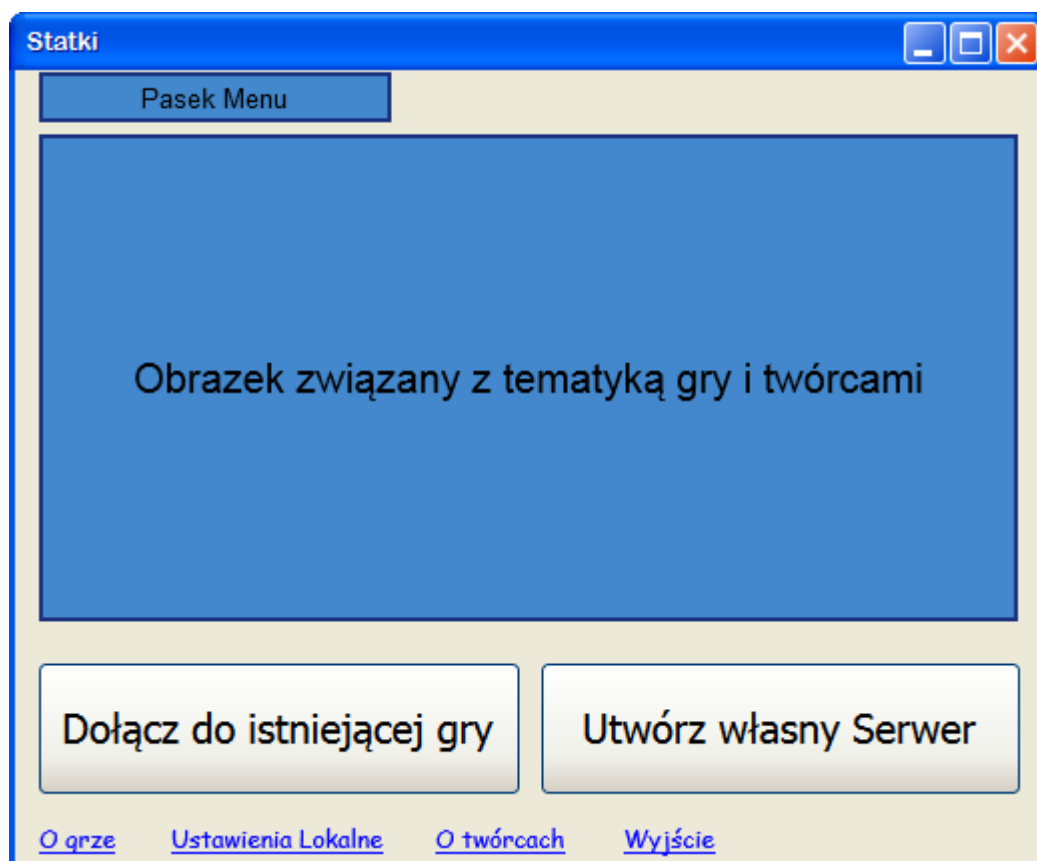 Statki
Pasek Menu
Obrazek związany z tematyką gry i twórcami
Dołącz do istniejącej gry
Utwórz własny Serwer
O grze
Ustawienia Lokalne
O twórcach
Wyjście